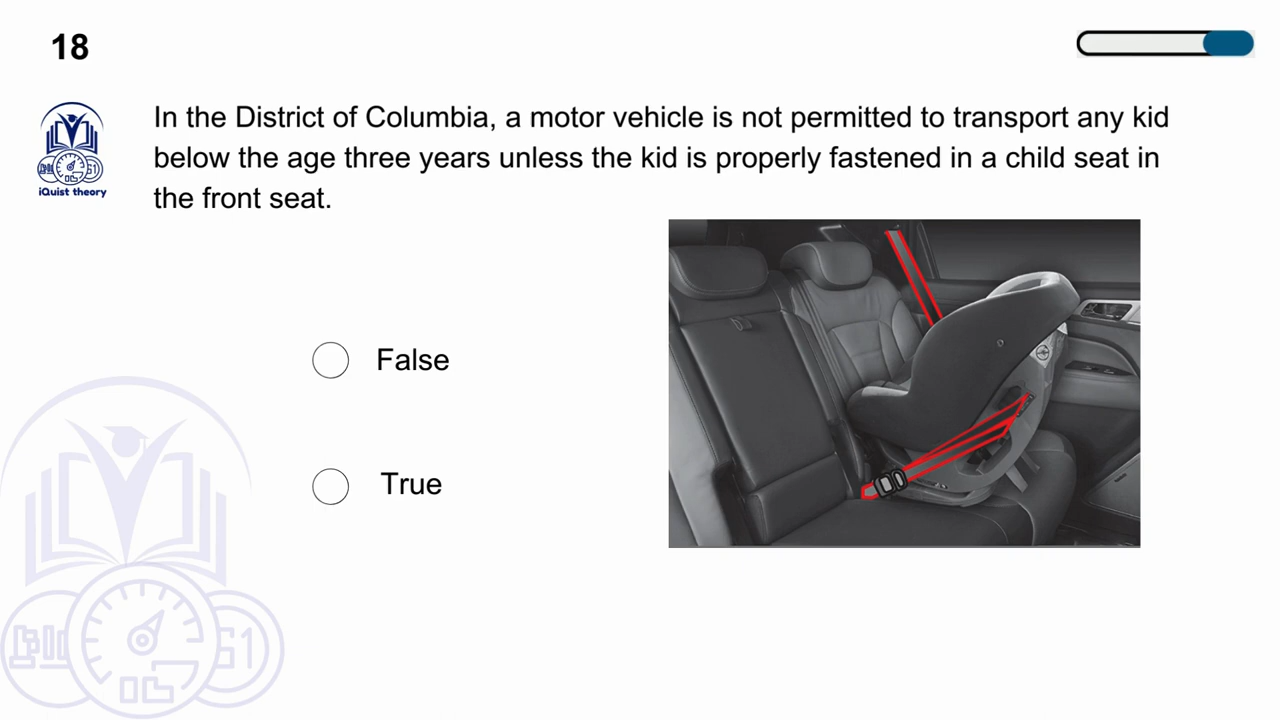 18
In the District of Columbia, a motor vehicle is not permitted to transport any kid
below the age three years unless the kid is properly fastened in a child seat in
the front seat.
iQuist theory
False
True